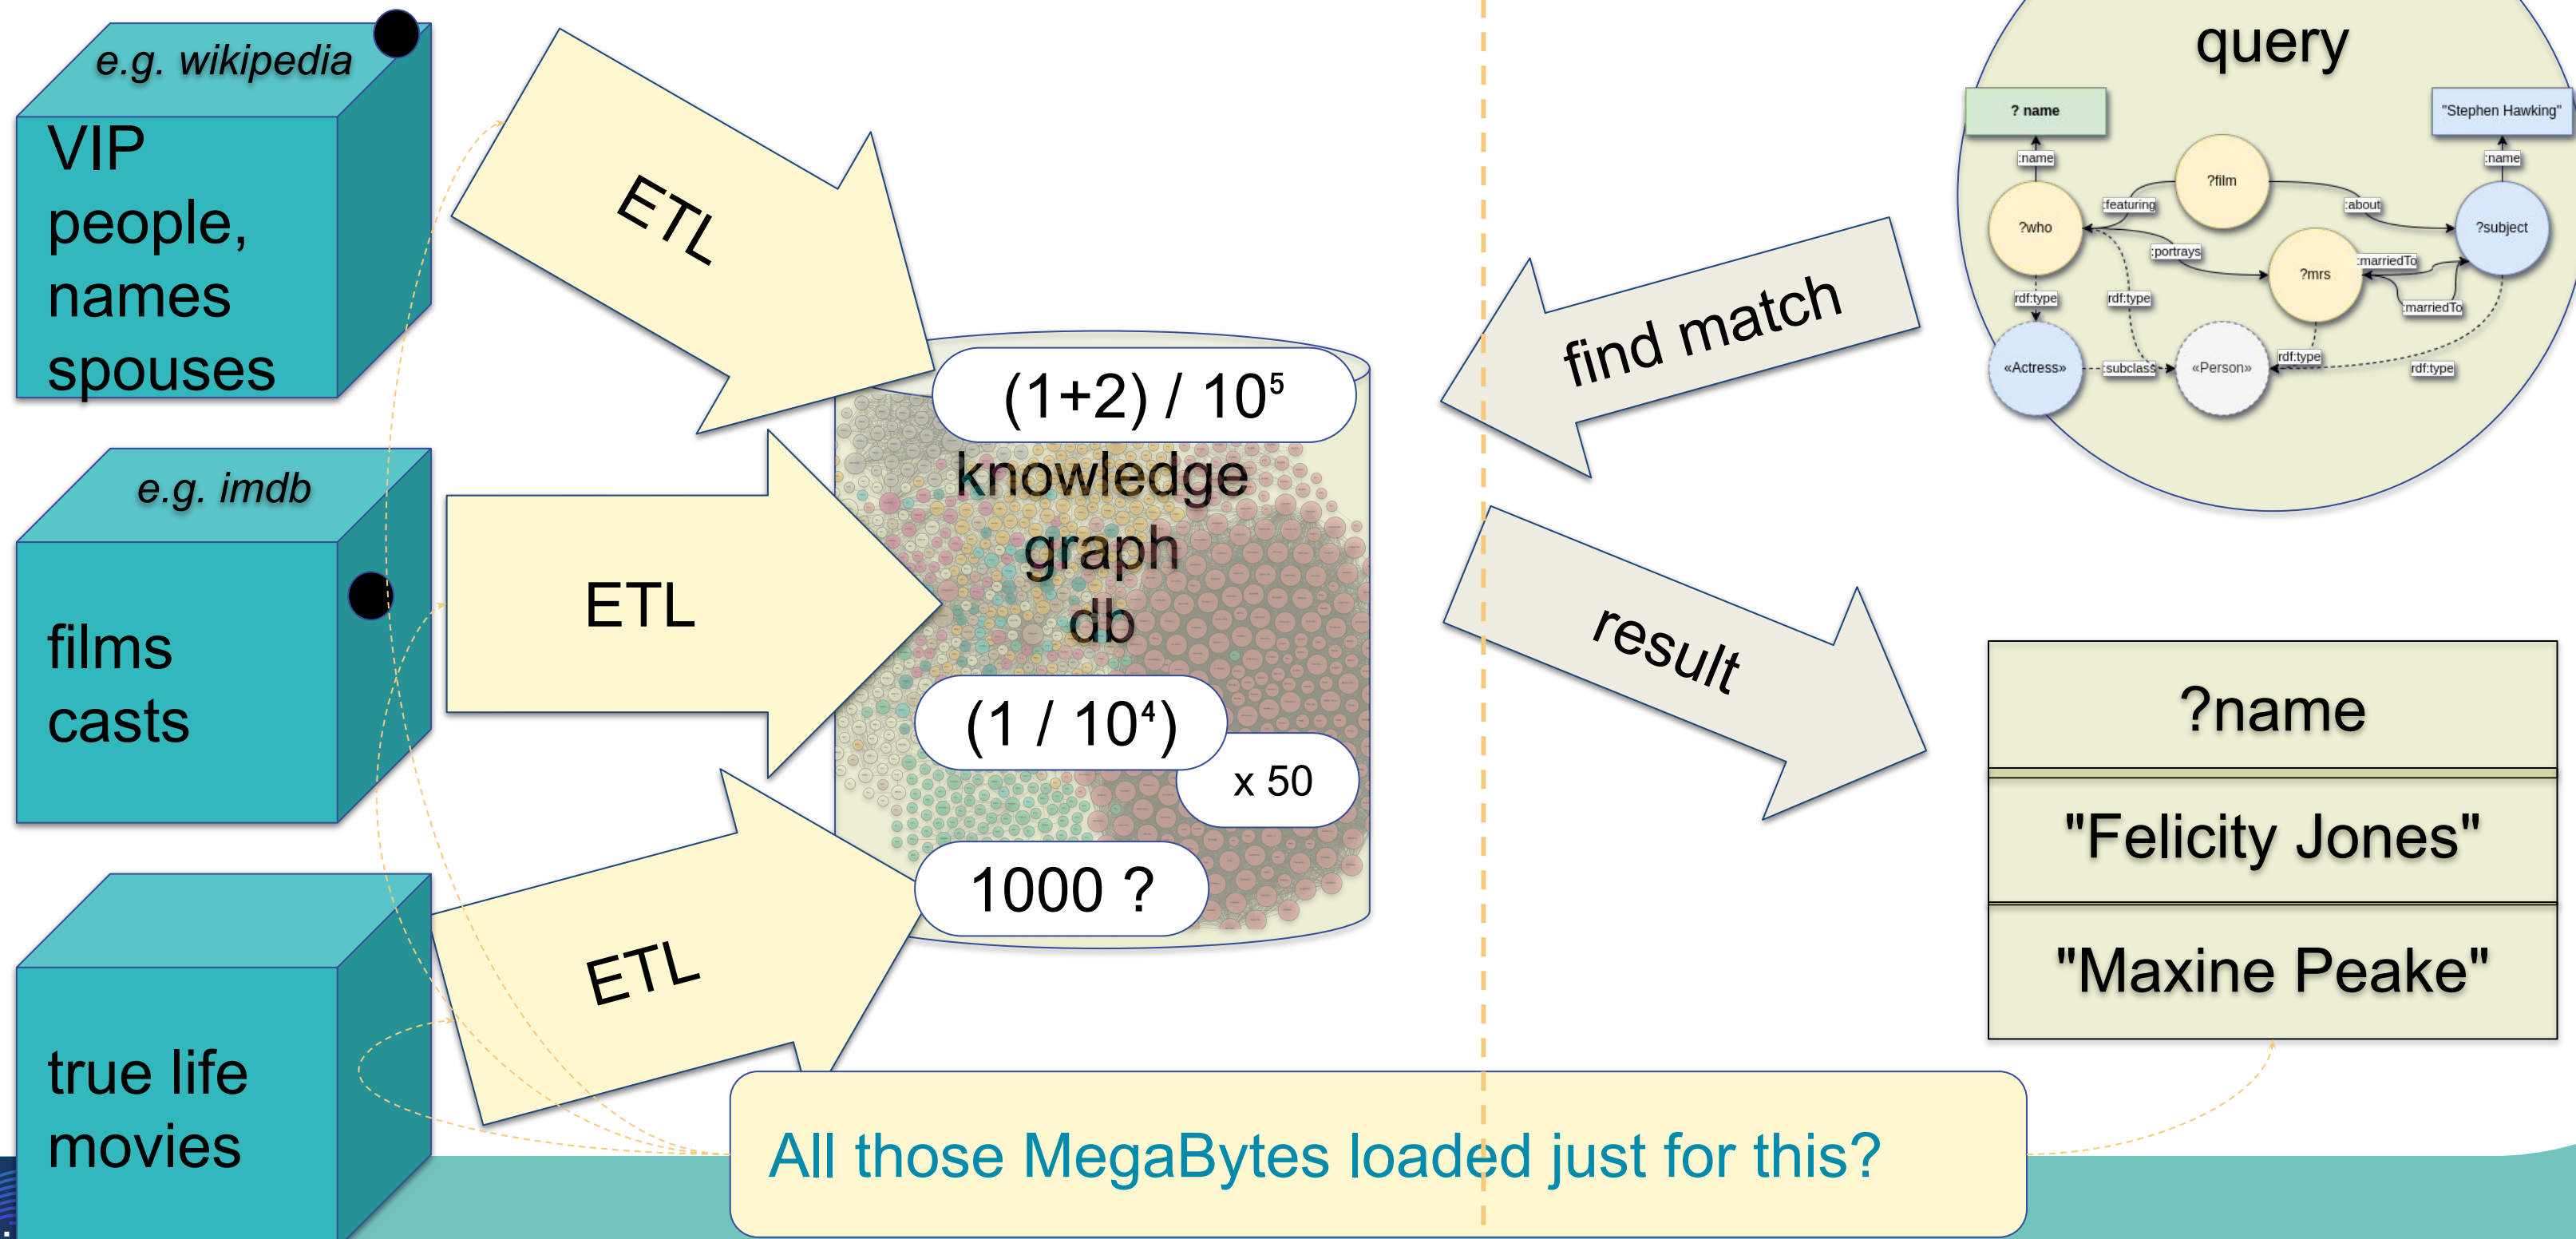 e.g. wikipedia
VIP
people,
names
spouses
e.g. imdb
films
casts
true life
movies
ETL
ETL
ETL
(1+2) / 10⁵
knowledge
graph
db
(1 / 10⁴)
x 50
1000 ?
find match
result
query
? name
"Stephen Hawking"
:name
:name
?film
:featuring
:about
?who
?subject
:portrays
:marriedTo
?mrs
:marriedTo
rdf:type
rdf:type
rdf:type
rdf:type
«Actress»
:subclass
«Person»
?name
"Felicity Jones"
"Maxine Peake"
All those MegaBytes loaded just for this?